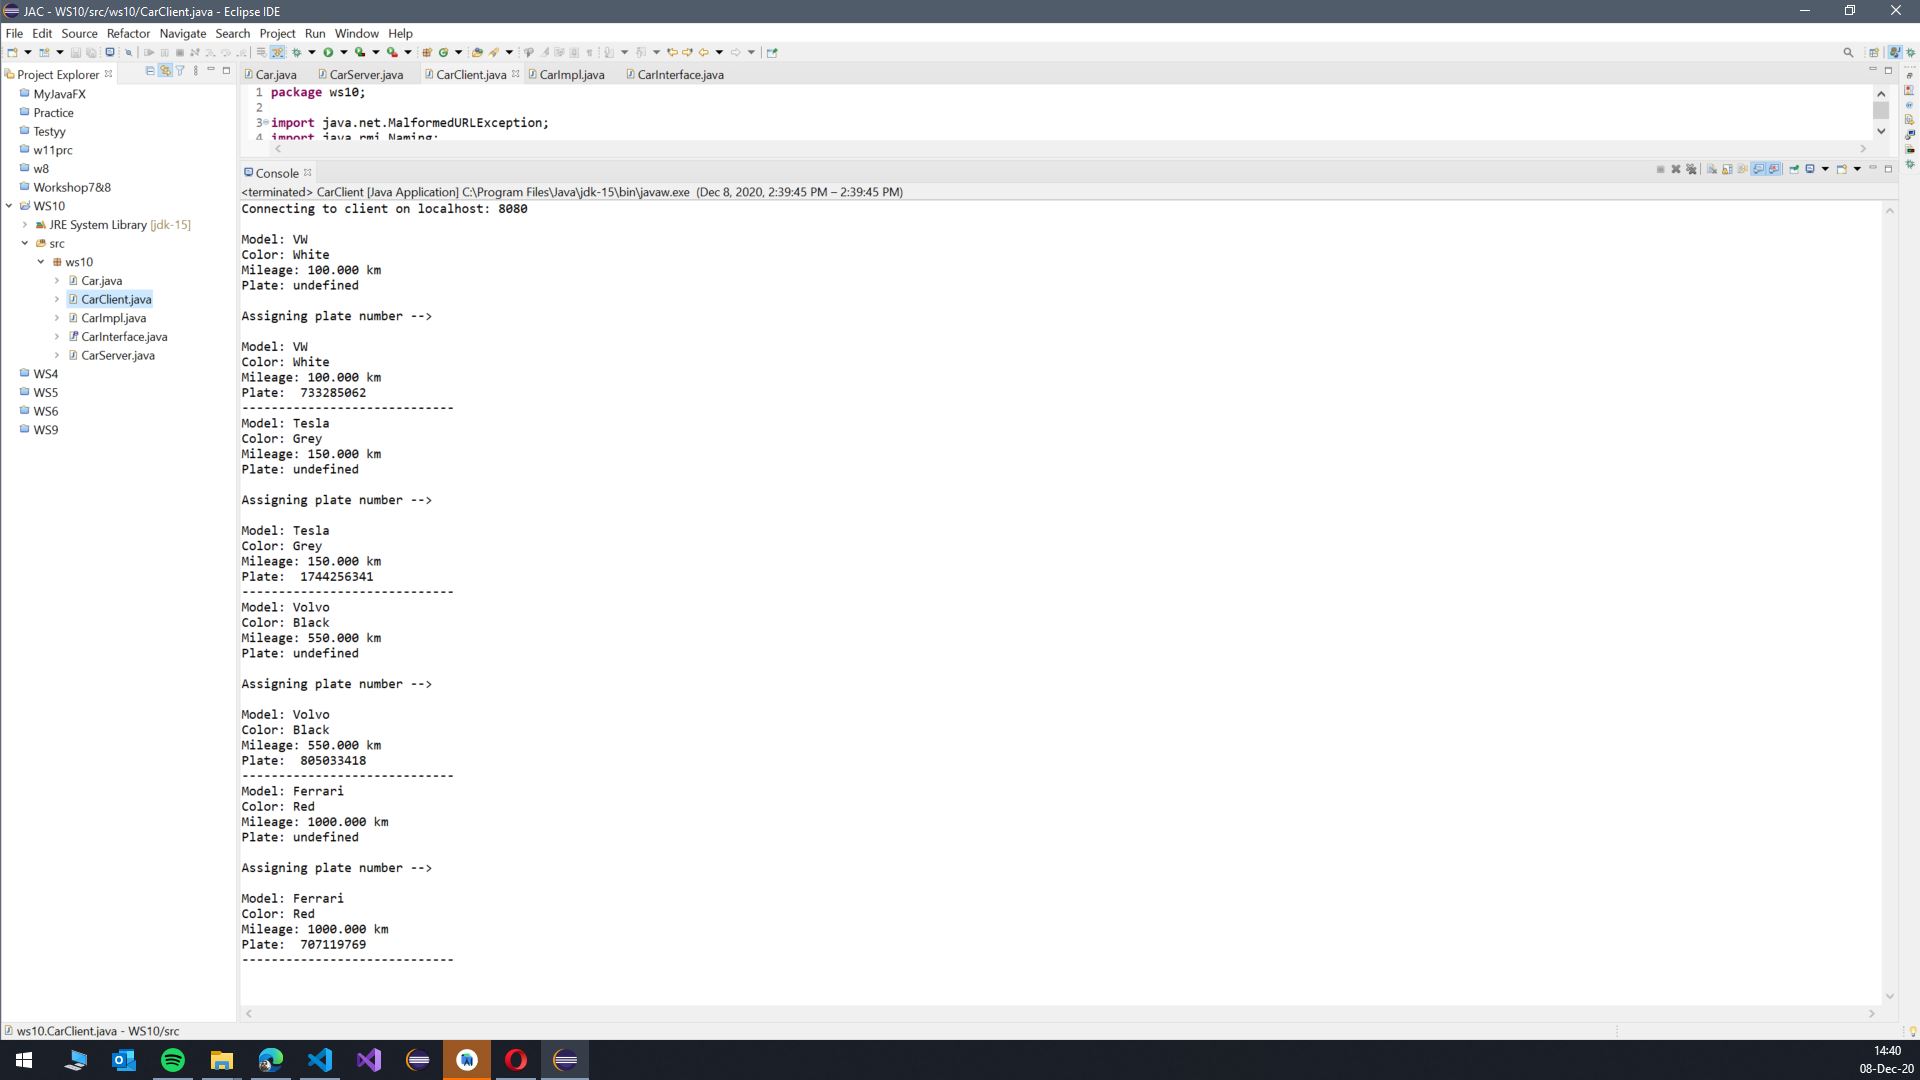 JAC - WS10/src/ws10/CarClient.java - Eclipse IDE
File Edit Source Refactor Navigate Search Project Run Window Help
Project Explorer
MyJavaFX
Practice
Testyy
w11prc
w8
Workshop7&8
WS10
JRE System Library [jdk-15]
src
ws10
Car.java
CarClient.java
CarImpl.java
CarInterface.java
CarServer.java
WS4
WS5
WS6
WS9
Car.java CarServer.java CarClient.java CarImpl.java CarInterface.java
1 package ws10;
2
3 import java.net.MalformedURLException;
4 import java.rmi.Naming;
Console
<terminated> CarClient [Java Application] C:\Program Files\Java\jdk-15\bin\javaw.exe (Dec 8, 2020, 2:39:45 PM – 2:39:45 PM)
Connecting to client on localhost: 8080
Model: VW
Color: White
Mileage: 100.000 km
Plate: undefined
Assigning plate number -->
Model: VW
Color: White
Mileage: 100.000 km
Plate:  733285062
-----------------------------
Model: Tesla
Color: Grey
Mileage: 150.000 km
Plate: undefined
Assigning plate number -->
Model: Tesla
Color: Grey
Mileage: 150.000 km
Plate:  1744256341
-----------------------------
Model: Volvo
Color: Black
Mileage: 550.000 km
Plate: undefined
Assigning plate number -->
Model: Volvo
Color: Black
Mileage: 550.000 km
Plate:  805033418
-----------------------------
Model: Ferrari
Color: Red
Mileage: 1000.000 km
Plate: undefined
Assigning plate number -->
Model: Ferrari
Color: Red
Mileage: 1000.000 km
Plate:  707119769
-----------------------------
ws10.CarClient.java - WS10/src
14:40
08-Dec-20